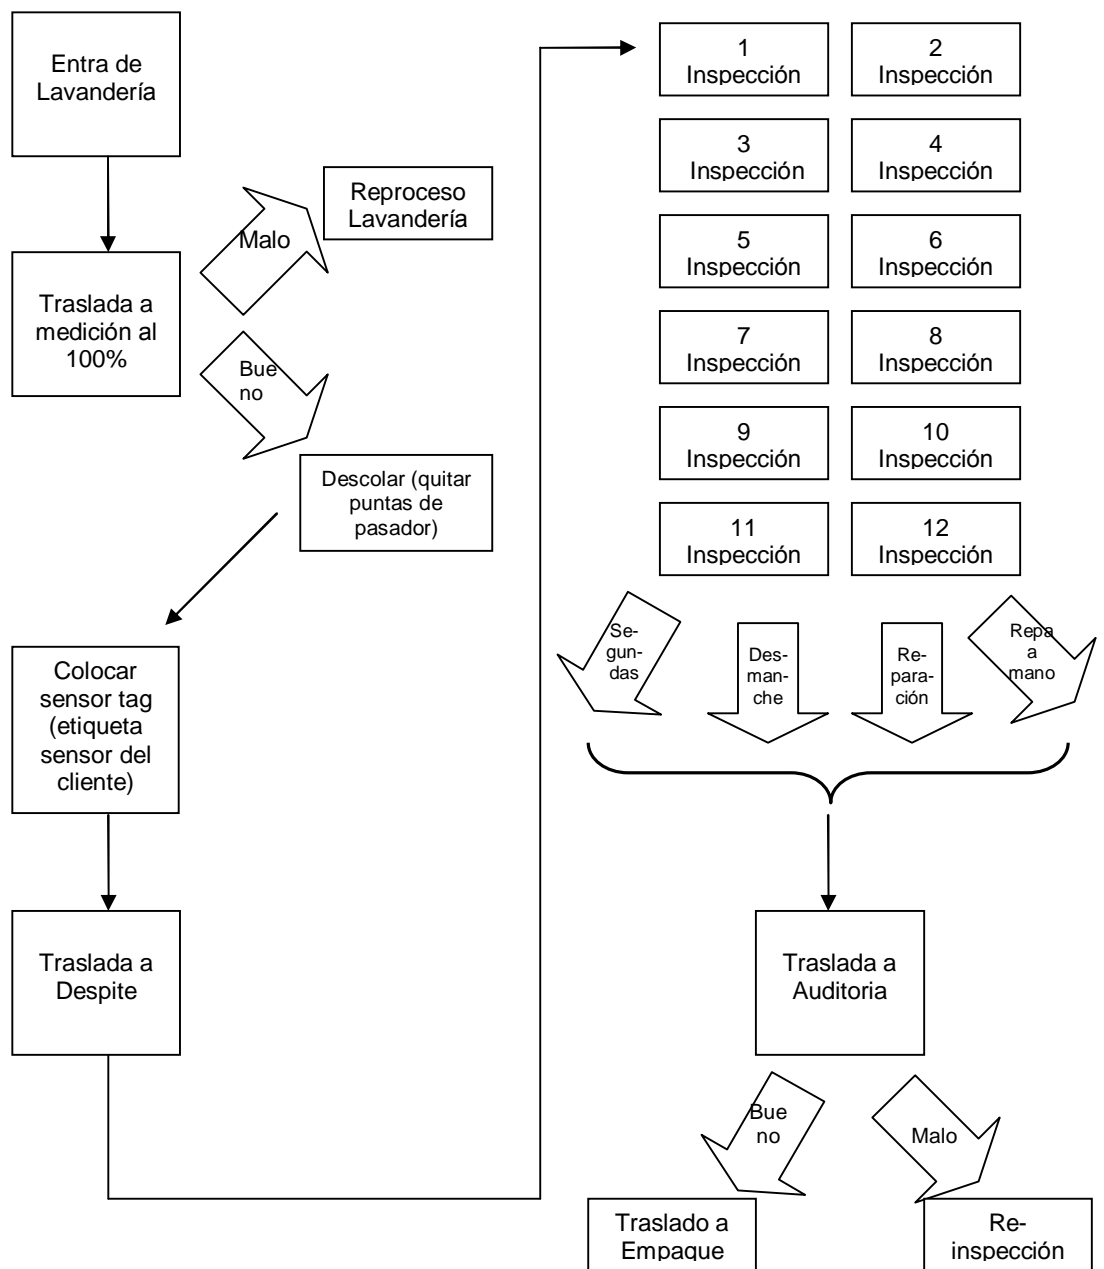 Entra de
Lavandería
Reproceso
Lavandería
Malo
Traslada a
medición al
100%
Bue
no
Descolar (quitar
puntas de
pasador)
Colocar
sensor tag
(etiqueta
sensor del
cliente)
Traslada a
Despite
1
Inspección
2
Inspección
3
Inspección
4
Inspección
5
Inspección
6
Inspección
7
Inspección
8
Inspección
9
Inspección
10
Inspección
11
Inspección
12
Inspección
Se-
gun-
das
Des-
man-
che
Re-
para-
ción
Repa
a
mano
Traslada a
Auditoria
Bue
no
Malo
Traslado a
Empaque
Re-
inspección